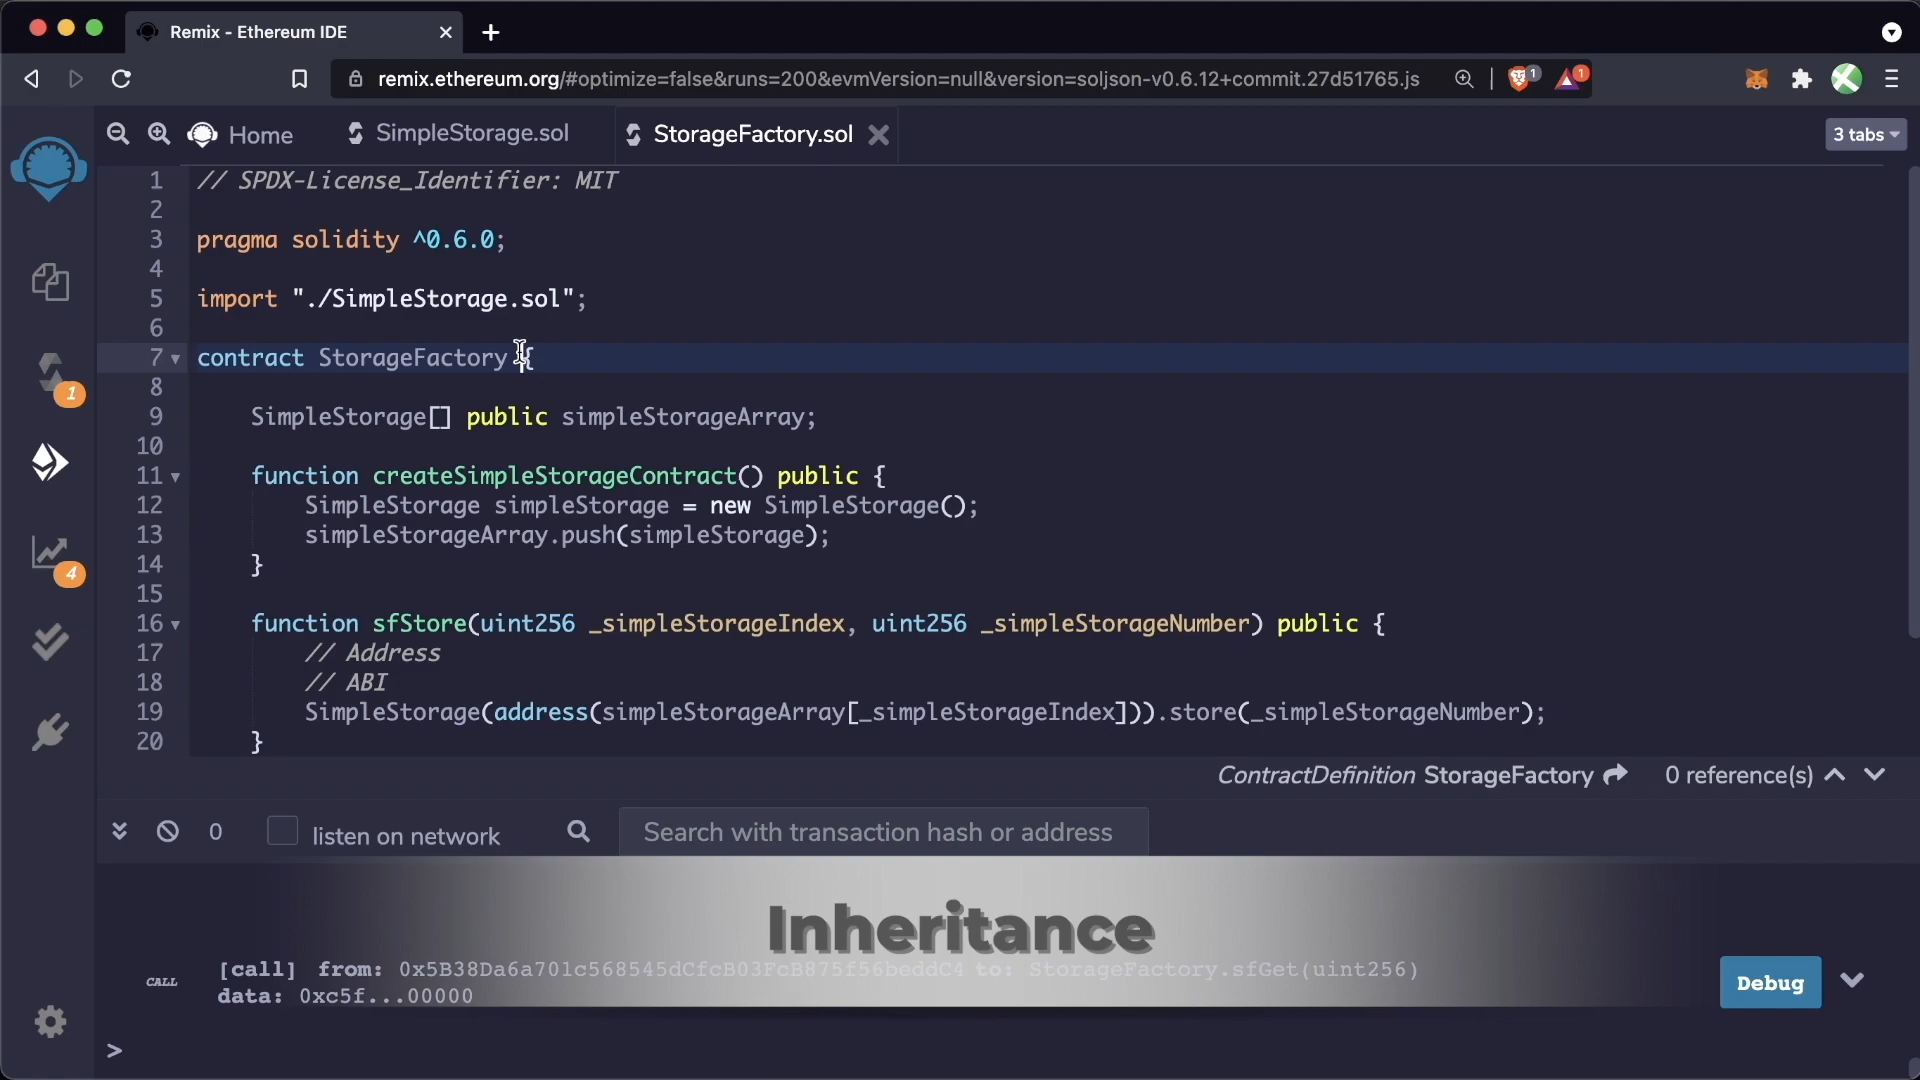 Remix - Ethereum IDE
remix.ethereum.org/#optimize=false&runs=200&evmVersion=null&version=soljson-v0.6.12+commit.27d51765.js
1
1
Home
SimpleStorage.sol
StorageFactory.sol
3 tabs
1 // SPDX-License_Identifier: MIT
2
3 pragma solidity ^0.6.0;
4
5 import "./SimpleStorage.sol";
6
7 contract StorageFactory {
8
9 SimpleStorage[] public simpleStorageArray;
10
11 function createSimpleStorageContract() public {
12 SimpleStorage simpleStorage = new SimpleStorage();
13 simpleStorageArray.push(simpleStorage);
14 }
15
16 function sfStore(uint256 _simpleStorageIndex, uint256 _simpleStorageNumber) public {
17 // Address
18 // ABI
19 SimpleStorage(address(simpleStorageArray[_simpleStorageIndex])).store(_simpleStorageNumber);
20 }
1
4
ContractDefinition StorageFactory 0 reference(s)
0 listen on network Search with transaction hash or address
Inheritance
CALL [call] from: 0x5B38Da6a701c568545dCfcB03FcB875f56beddC4 to: StorageFactory.sfGet(uint256)
data: 0xc5f...00000
Debug
>